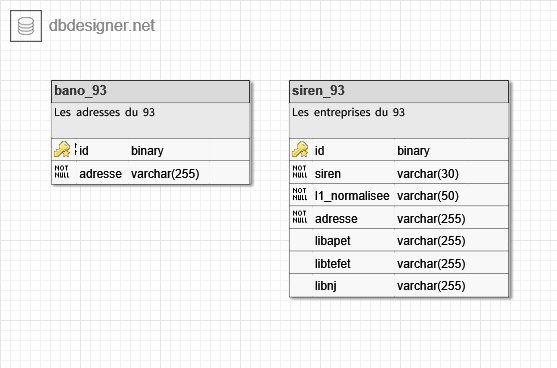 dbdesigner.net
bano_93
Les adresses du 93
id binary
NOT NULL adresse varchar(255)
siren_93
Les entreprises du 93
id binary
NOT NULL siren varchar(30)
NOT NULL l1_normalisee varchar(50)
NOT NULL adresse varchar(255)
libapet varchar(255)
libtefet varchar(255)
libnj varchar(255)